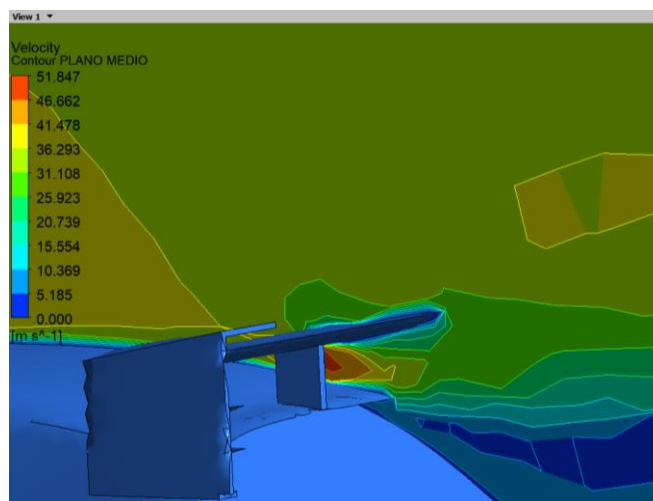 View 1
Velocity
Contour PLANO MEDIO
51.847
46.662
41.478
36.293
31.108
25.923
20.739
15.554
10.369
5.185
0.000
[m s^-1]